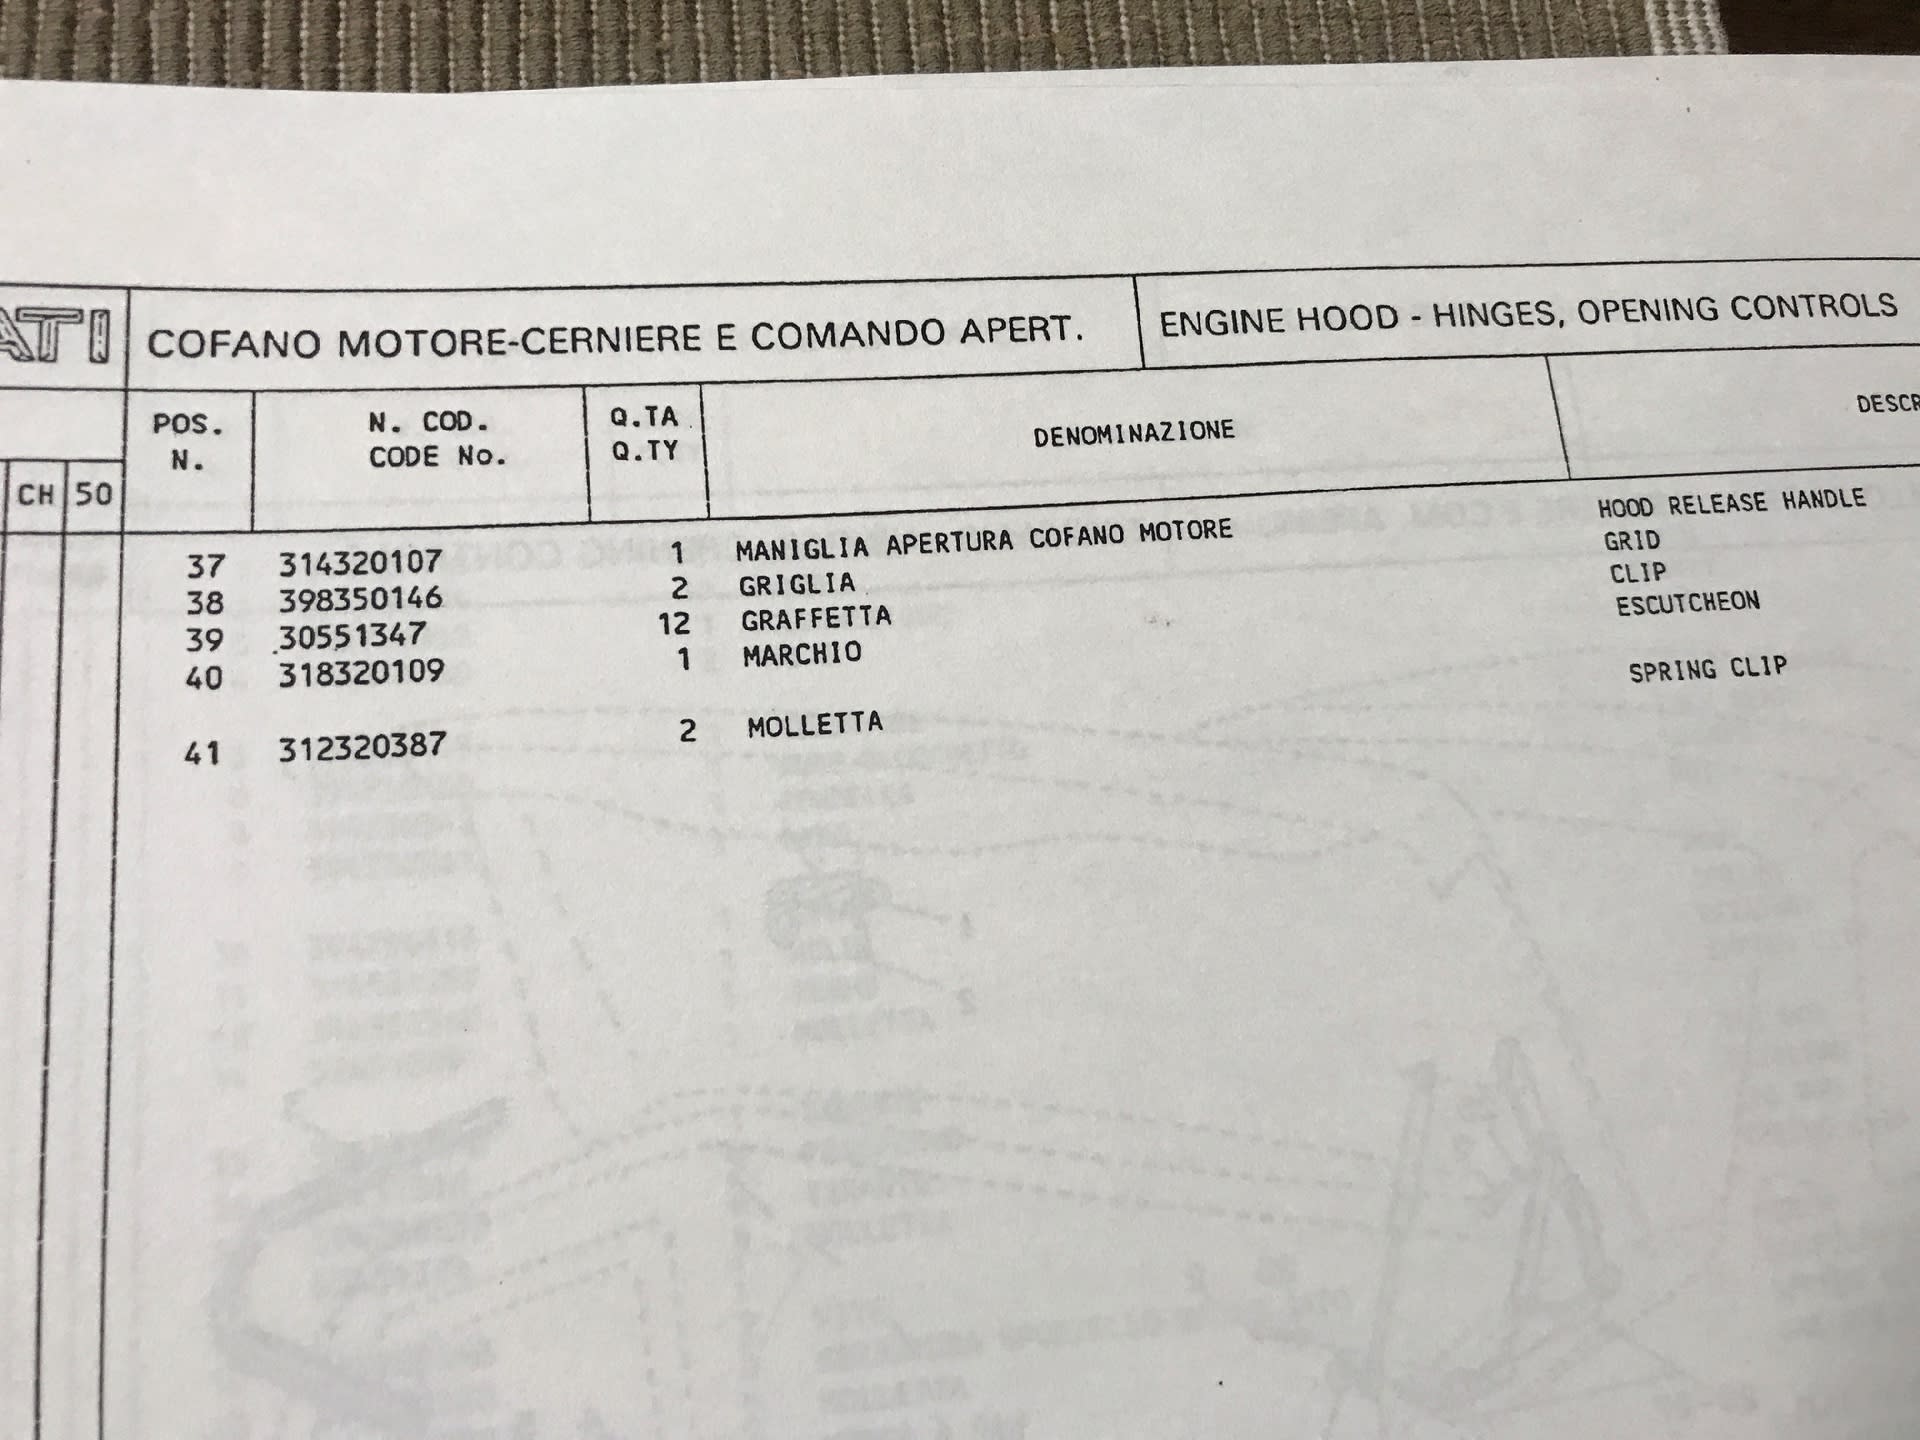 ATI COFANO MOTORE-CERNIERE E COMANDO APERT. ENGINE HOOD - HINGES, OPENING CONTROLS
POS. N. N. COD. CODE No. Q.TA Q.TY DENOMINAZIONE DESCR
CH 50
37 314320107 1 MANIGLIA APERTURA COFANO MOTORE HOOD RELEASE HANDLE
38 398350146 2 GRIGLIA GRID
39 30551347 12 GRAFFETTA CLIP
40 318320109 1 MARCHIO ESCUTCHEON
41 312320387 2 MOLLETTA SPRING CLIP